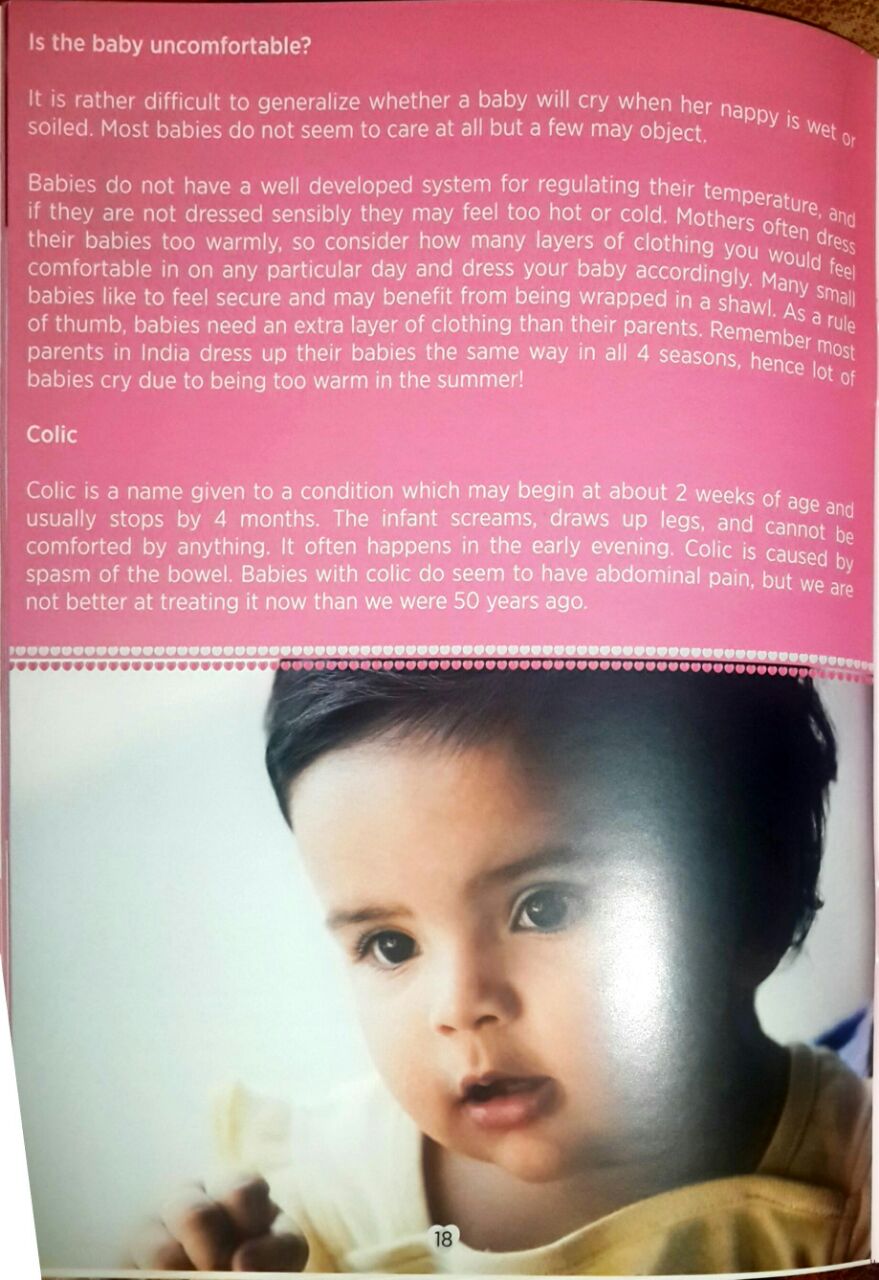 Is the baby uncomfortable?
It is rather difficult to generalize whether a baby will cry when her nappy is wet or
soiled. Most babies do not seem to care at all but a few may object.
Babies do not have a well developed system for regulating their temperature, and
if they are not dressed sensibly they may feel too hot or cold. Mothers often dress
their babies too warmly, so consider how many layers of clothing you would feel
comfortable in on any particular day and dress your baby accordingly. Many small
babies like to feel secure and may benefit from being wrapped in a shawl. As a rule
of thumb, babies need an extra layer of clothing than their parents. Remember most
parents in India dress up their babies the same way in all 4 seasons, hence lot of
babies cry due to being too warm in the summer!
Colic
Colic is a name given to a condition which may begin at about 2 weeks of age and
usually stops by 4 months. The infant screams, draws up legs, and cannot be
comforted by anything. It often happens in the early evening. Colic is caused by
spasm of the bowel. Babies with colic do seem to have abdominal pain, but we are
not better at treating it now than we were 50 years ago.
18